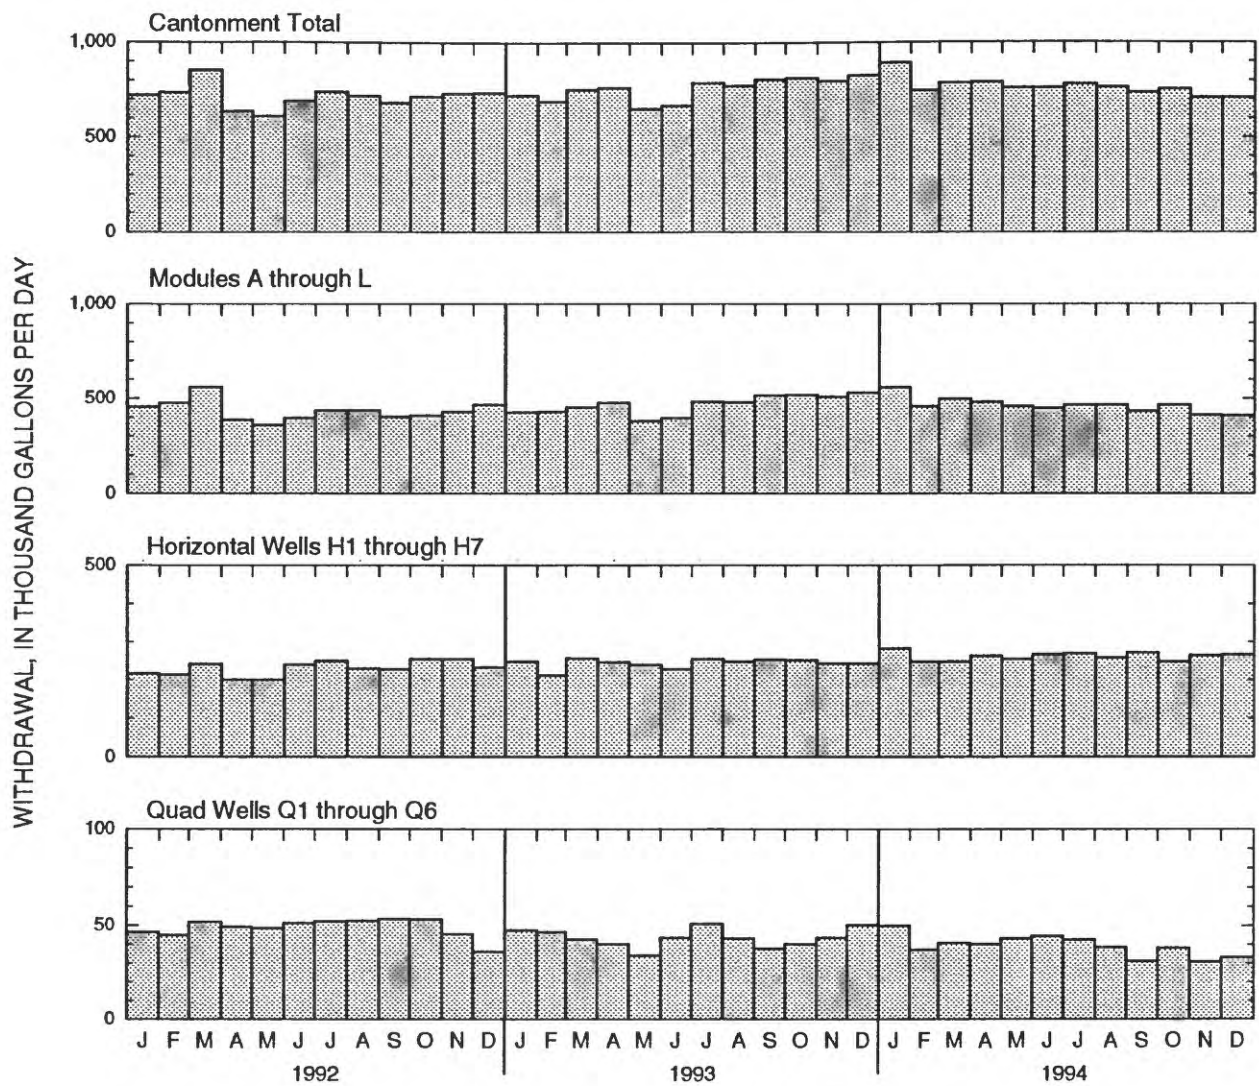 Cantonment Total
1,000
500
0
Modules A through L
1,000
500
0
WITHDRAWAL, IN THOUSAND GALLONS PER DAY
Horizontal Wells H1 through H7
500
0
Quad Wells Q1 through Q6
100
50
0
J F M A M J J A S O N D J F M A M J J A S O N D J F M A M J J A S O N D
1992 1993 1994